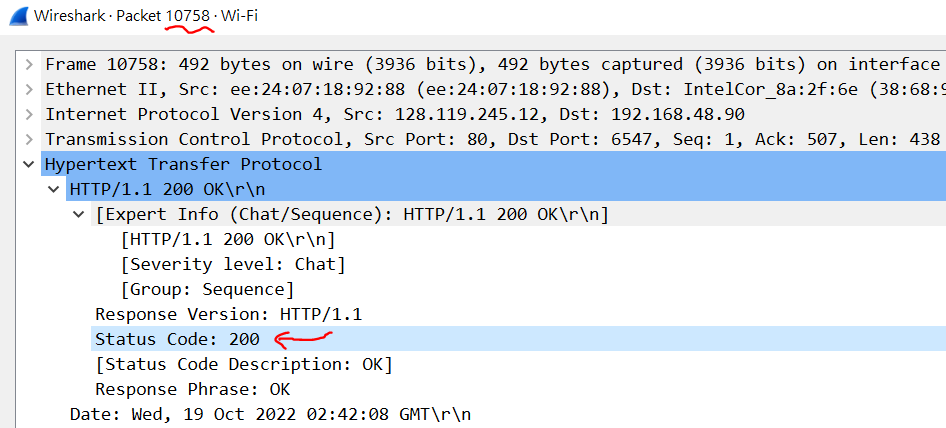 Wireshark · Packet 10758 · Wi-Fi
Frame 10758: 492 bytes on wire (3936 bits), 492 bytes captured (3936 bits) on interface
Ethernet II, Src: ee:24:07:18:92:88 (ee:24:07:18:92:88), Dst: IntelCor_8a:2f:6e (38:68:9
Internet Protocol Version 4, Src: 128.119.245.12, Dst: 192.168.48.90
Transmission Control Protocol, Src Port: 80, Dst Port: 6547, Seq: 1, Ack: 507, Len: 438
Hypertext Transfer Protocol
HTTP/1.1 200 OK\r\n
[Expert Info (Chat/Sequence): HTTP/1.1 200 OK\r\n]
[HTTP/1.1 200 OK\r\n]
[Severity level: Chat]
[Group: Sequence]
Response Version: HTTP/1.1
Status Code: 200
[Status Code Description: OK]
Response Phrase: OK
Date: Wed, 19 Oct 2022 02:42:08 GMT\r\n